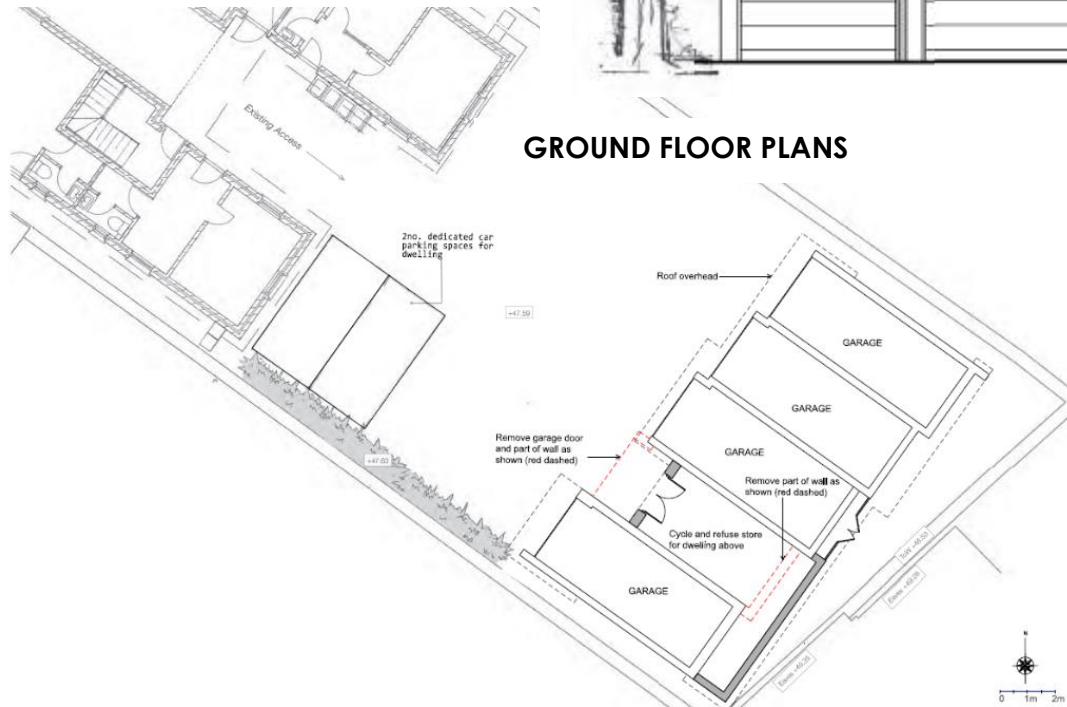 GROUND FLOOR PLANS
Existing Access
2no. dedicated car
parking spaces for
dwelling
+47.59
Roof overhead
GARAGE
GARAGE
GARAGE
Remove garage door
and part of wall as
shown (red dashed)
Remove part of wall as
shown (red dashed)
+47.60
Cycle and refuse store
for dwelling above
GARAGE
Eaves +49.28
N
0 1m 2m